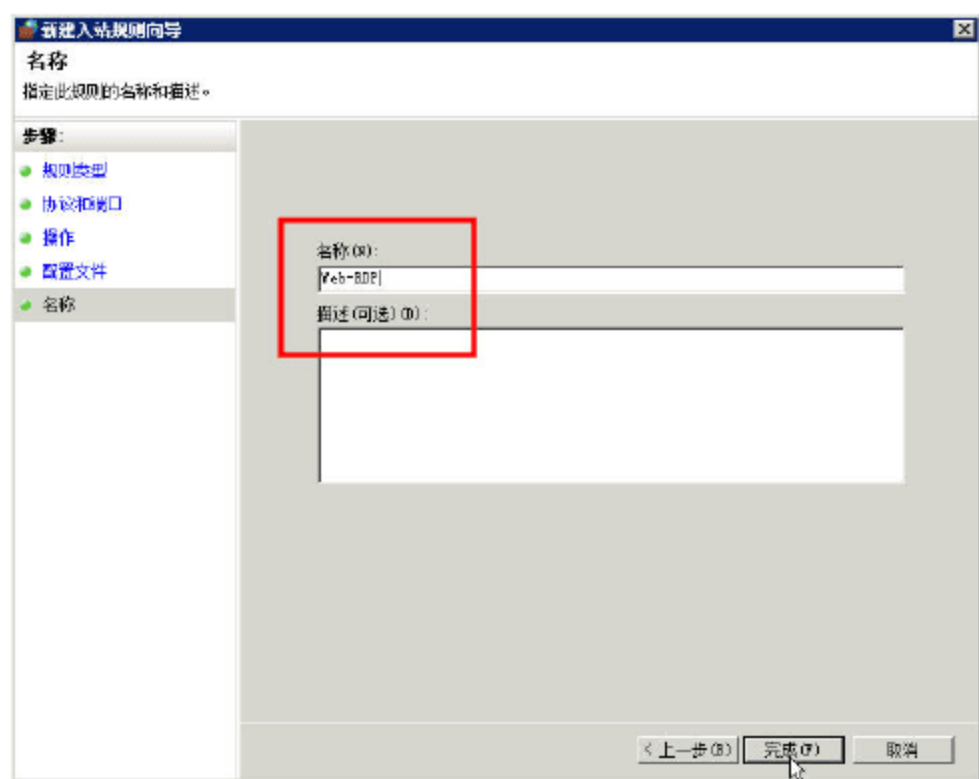 新建入站规则向导
名称
指定此规则的名称和描述。
步骤:
规则类型
协议和端口
操作
配置文件
名称
名称(N):
Web-RDP
描述(可选)(D):
< 上一步(B)
完成(F)
取消